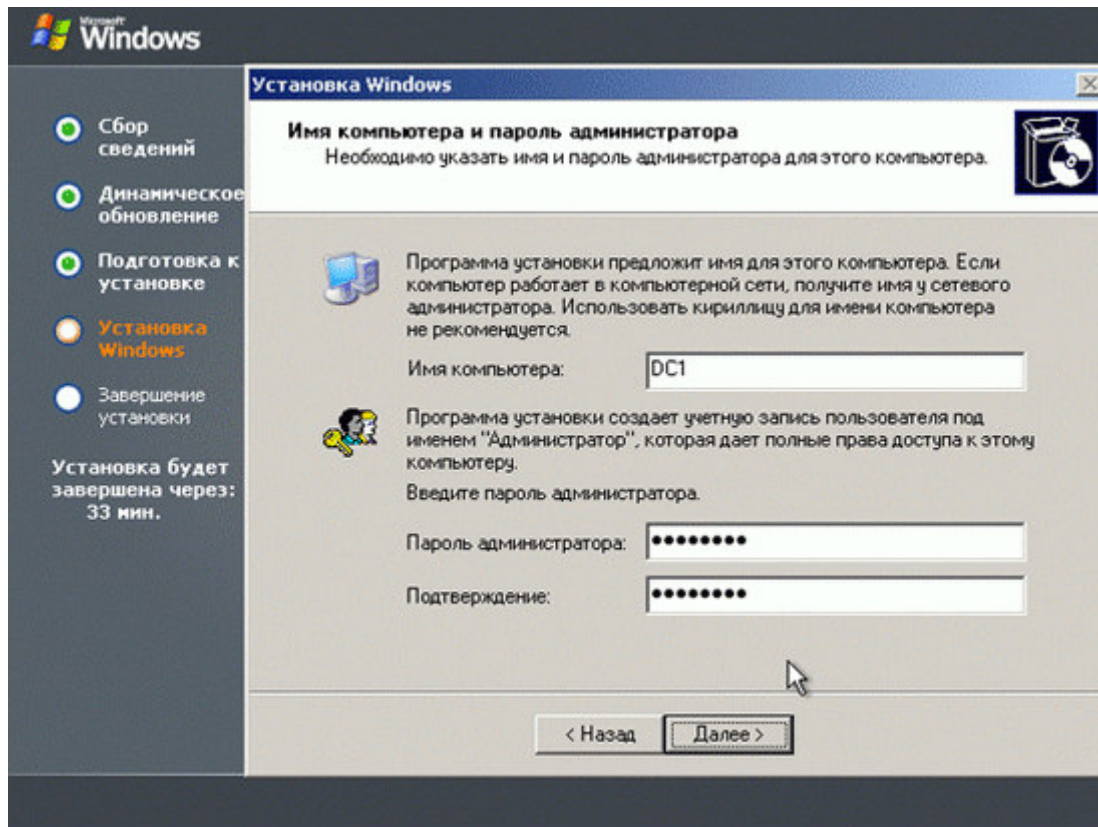 Microsoft
Windows
Сбор
сведений
Динамическое
обновление
Подготовка к
установке
Установка
Windows
Завершение
установки
Установка будет
завершена через:
33 мин.
Установка Windows
Имя компьютера и пароль администратора
Необходимо указать имя и пароль администратора для этого компьютера.
Программа установки предложит имя для этого компьютера. Если
компьютер работает в компьютерной сети, получите имя у сетевого
администратора. Использовать кириллицу для имени компьютера
не рекомендуется.
Имя компьютера: DC1
Программа установки создает учетную запись пользователя под
именем "Администратор", которая дает полные права доступа к этому
компьютеру.
Введите пароль администратора.
Пароль администратора: ●●●●●●●●
Подтверждение: ●●●●●●●●
< Назад Далее >